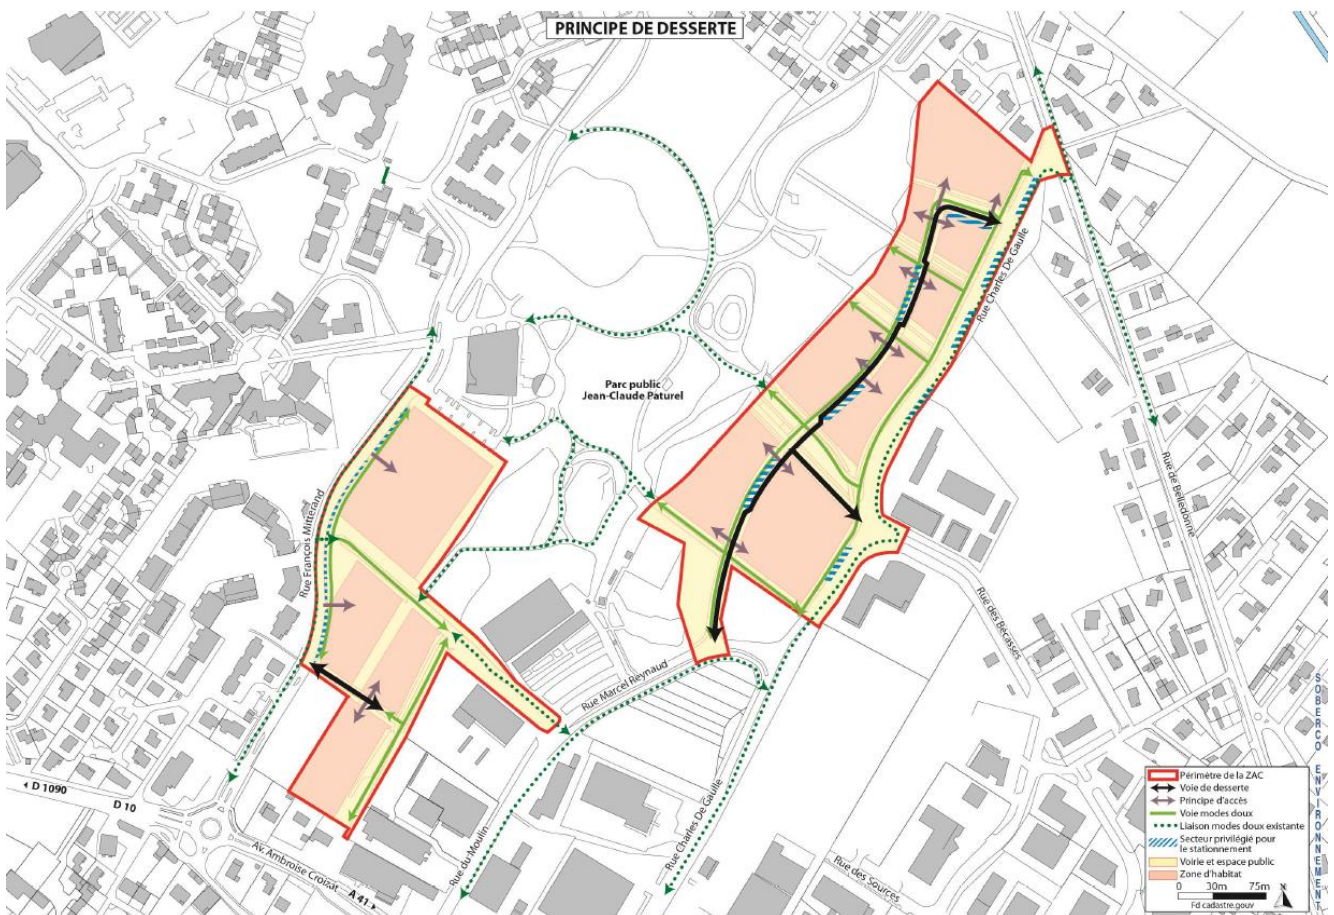 PRINCIPE DE DESSERTE
Rue Charles De Gaulle
Parc public
Jean-Claude Paturel
Rue de Belledonne
Rue François Mitterand
Rue des Bécasses
Rue Marcel Reynaud
D 1090
D 10
Av. Ambroise Croizat
A 41
Rue du Moulin
Rue Charles De Gaulle
Rue des Sources
Périmètre de la ZAC
Voie de desserte
Principe d'accès
Voie modes doux
Liaison modes doux existante
Secteur privilégié pour
le stationnement
Voirie et espace public
Zone d'habitat
0 30m 75m N
Fd cadastre.gouv
SOBERCO ENVIRONNEMENT